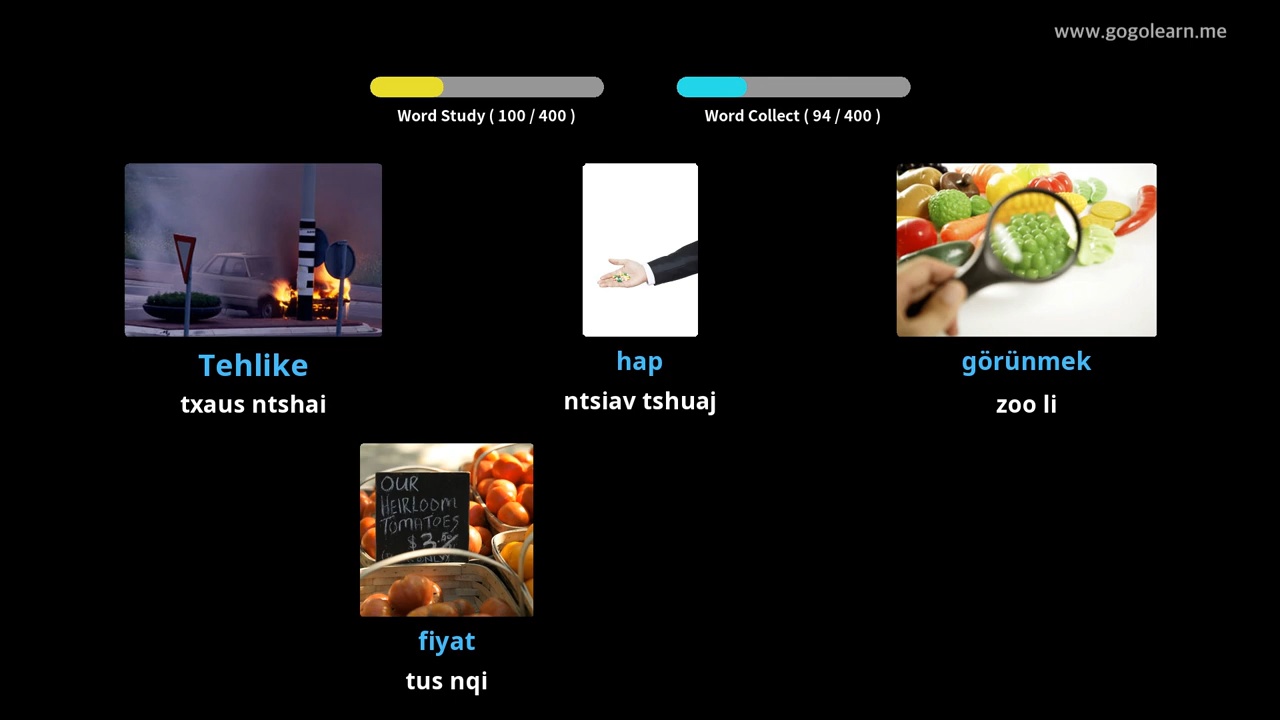 www.gogolearn.me
Word Study ( 100 / 400 )
Word Collect ( 94 / 400 )
Tehlike
txaus ntshai
hap
ntsiav tshuaj
görünmek
zoo li
OUR
HEIRLOOM
TOMATOES
fiyat
tus nqi